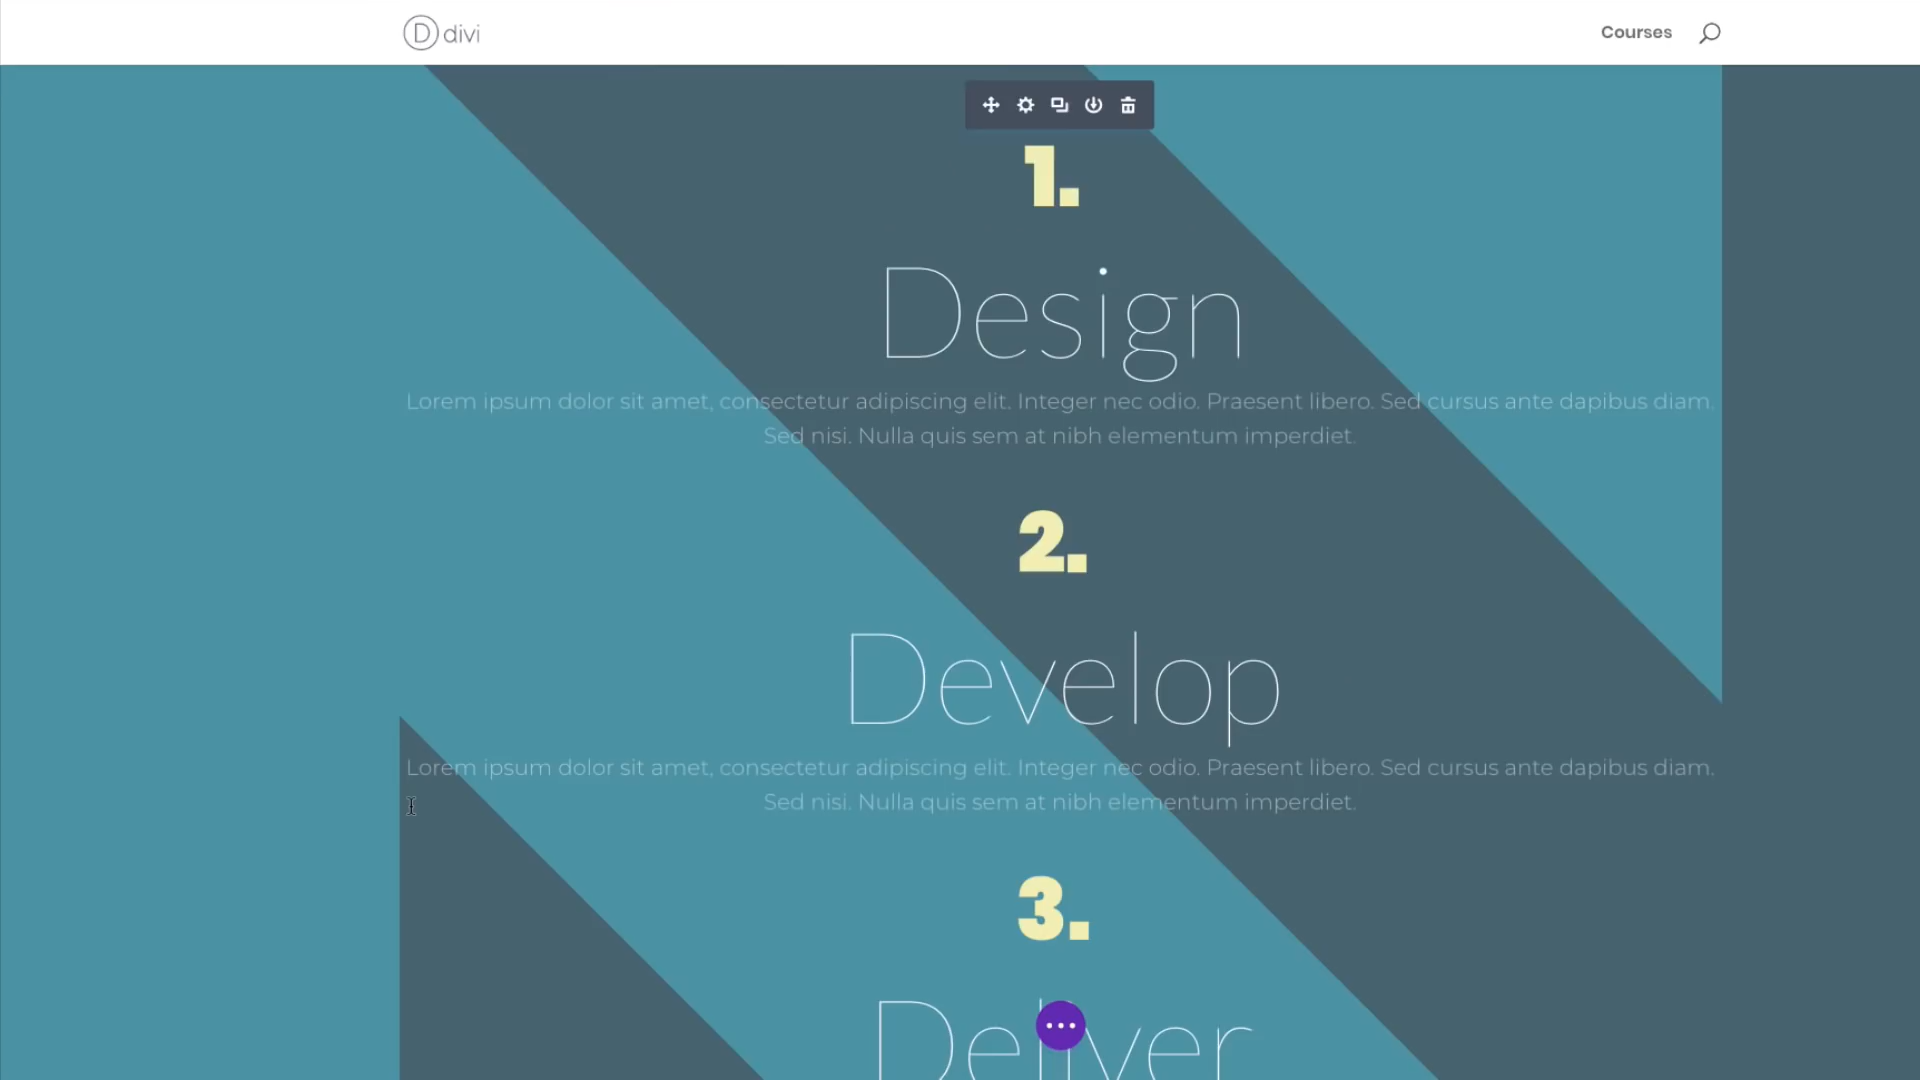 D divi
Courses
1.
Design
Lorem ipsum dolor sit amet, consectetur adipiscing elit. Integer nec odio. Praesent libero. Sed cursus ante dapibus diam.
Sed nisi. Nulla quis sem at nibh elementum imperdiet.
2.
Develop
Lorem ipsum dolor sit amet, consectetur adipiscing elit. Integer nec odio. Praesent libero. Sed cursus ante dapibus diam.
Sed nisi. Nulla quis sem at nibh elementum imperdiet.
3.
Deliver